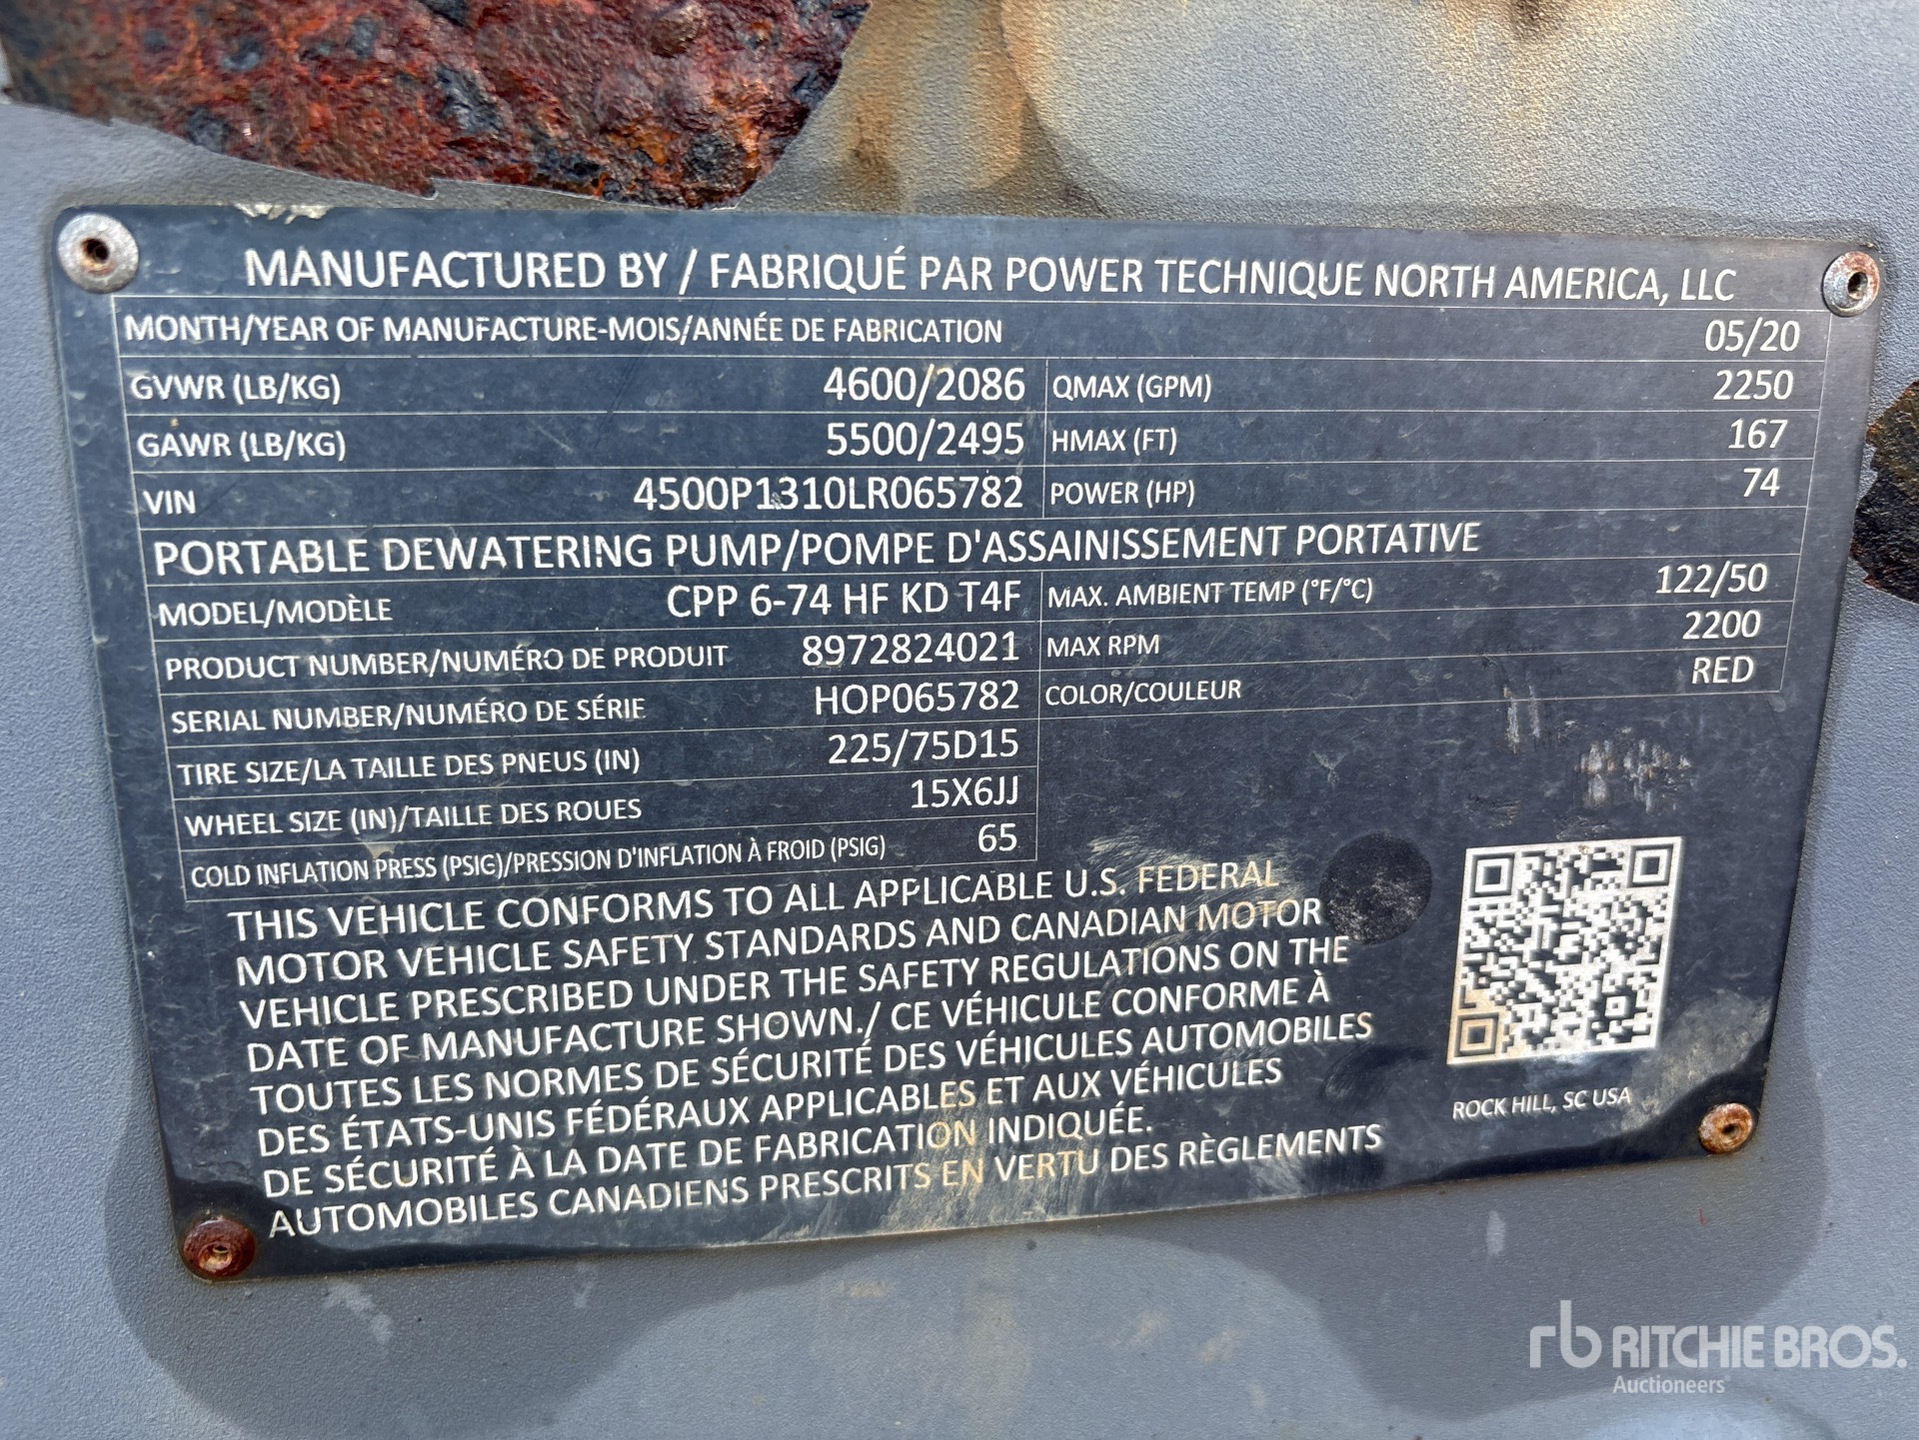 MANUFACTURED BY / FABRIQUÉ PAR POWER TECHNIQUE NORTH AMERICA, LLC
MONTH/YEAR OF MANUFACTURE-MOIS/ANNÉE DE FABRICATION 05/20
GVWR (LB/KG) 4600/2086 QMAX (GPM) 2250
GAWR (LB/KG) 5500/2495 HMAX (FT) 167
VIN 4500P1310LR065782 POWER (HP) 74
PORTABLE DEWATERING PUMP/POMPE D'ASSAINISSEMENT PORTATIVE
MODEL/MODÈLE CPP 6-74 HF KD T4F MAX. AMBIENT TEMP (°F/°C) 122/50
PRODUCT NUMBER/NUMÉRO DE PRODUIT 8972824021 MAX RPM 2200
SERIAL NUMBER/NUMÉRO DE SÉRIE HOP065782 COLOR/COULEUR RED
TIRE SIZE/LA TAILLE DES PNEUS (IN) 225/75D15
WHEEL SIZE (IN)/TAILLE DES ROUES 15X6JJ
COLD INFLATION PRESS (PSIG)/PRESSION D'INFLATION À FROID (PSIG) 65
THIS VEHICLE CONFORMS TO ALL APPLICABLE U.S. FEDERAL
MOTOR VEHICLE SAFETY STANDARDS AND CANADIAN MOTOR
VEHICLE PRESCRIBED UNDER THE SAFETY REGULATIONS ON THE
DATE OF MANUFACTURE SHOWN./ CE VÉHICULE CONFORME À
TOUTES LES NORMES DE SÉCURITÉ DES VÉHICULES AUTOMOBILES
DES ÉTATS-UNIS FÉDÉRAUX APPLICABLES ET AUX VÉHICULES
DE SÉCURITÉ À LA DATE DE FABRICATION INDIQUÉE.
AUTOMOBILES CANADIENS PRESCRITS EN VERTU DES RÈGLEMENTS
ROCK HILL, SC USA
rb RITCHIE BROS.
Auctioneers